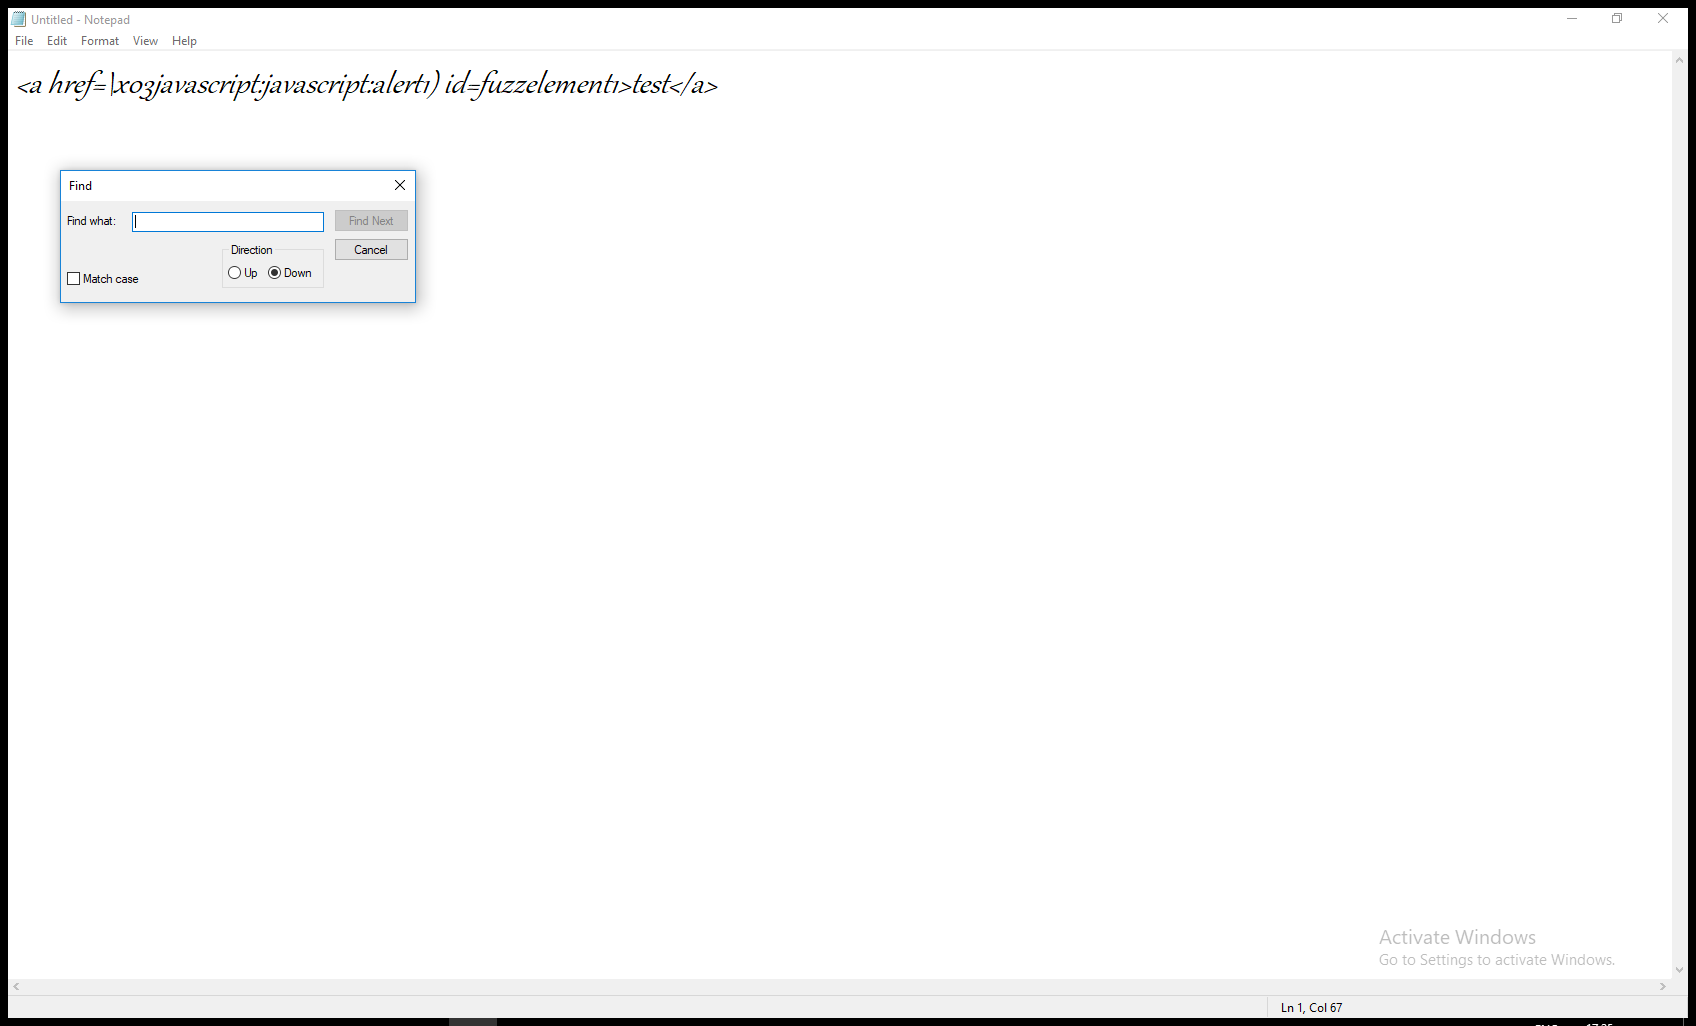 Untitled - Notepad
File Edit Format View Help
<a href=\x03javascript:javascript:alert1) id=fuzzelement1>test</a>
Find
Find what:
Find Next
Direction
Cancel
Up Down
Match case
Activate Windows
Go to Settings to activate Windows.
Ln 1, Col 67